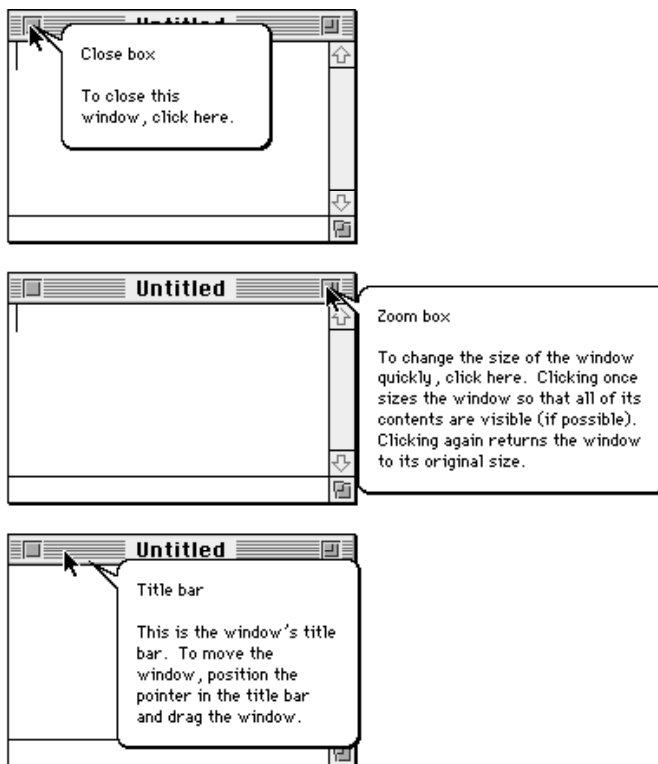 Untitled
Close box
To close this
window, click here.
Untitled
Zoom box
To change the size of the window
quickly, click here. Clicking once
sizes the window so that all of its
contents are visible (if possible).
Clicking again returns the window
to its original size.
Untitled
Title bar
This is the window's title
bar. To move the
window, position the
pointer in the title bar
and drag the window.